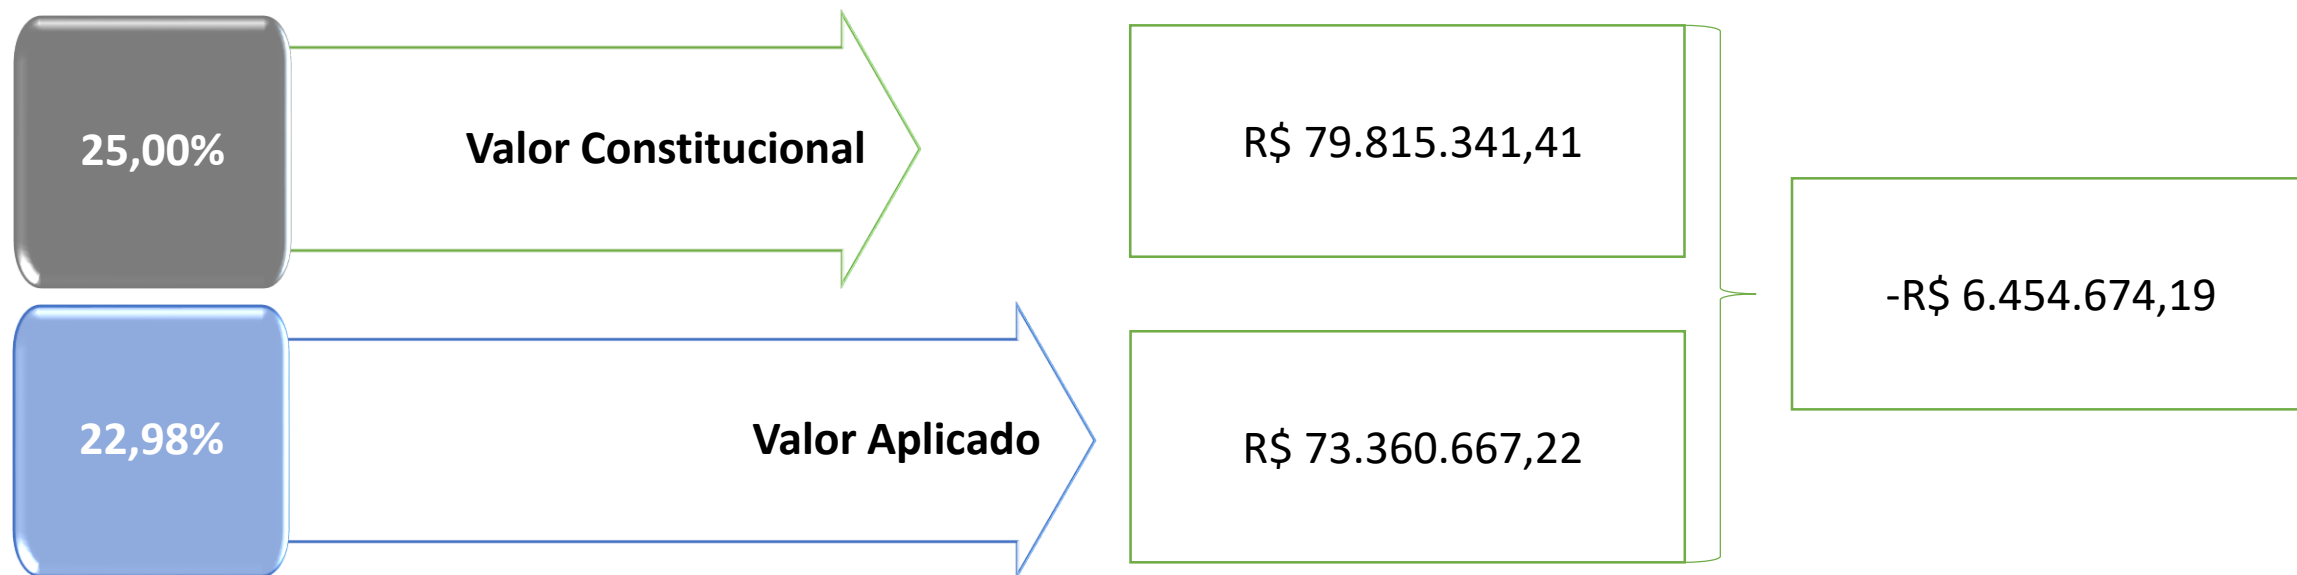 25,00%
Valor Constitucional
R$ 79.815.341,41
-R$ 6.454.674,19
22,98%
Valor Aplicado
R$ 73.360.667,22